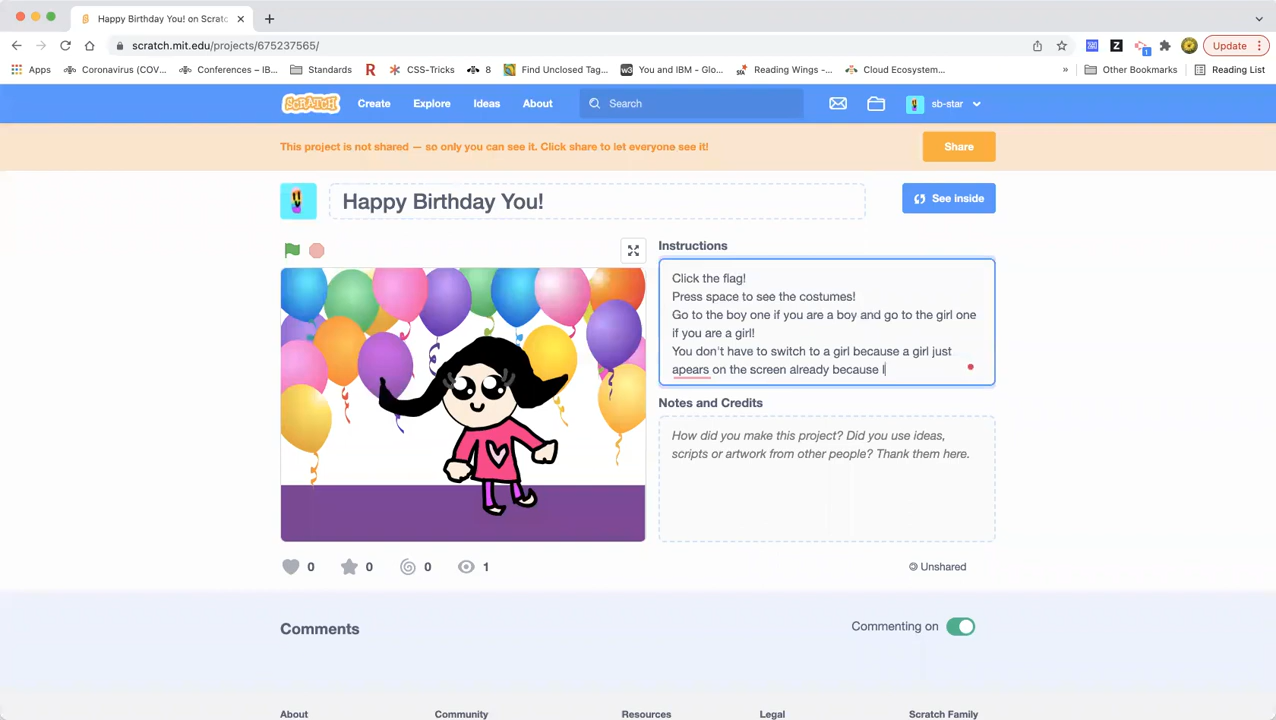 Happy Birthday You! on Scratc
scratch.mit.edu/projects/675237565/
Update
Apps
Coronavirus (COV...
Conferences – IB...
Standards
R
CSS-Tricks
8
Find Unclosed Tag...
w3
You and IBM - Glo...
Reading Wings -...
Cloud Ecosystem...
»
Other Bookmarks
Reading List
SCRATCH
Create
Explore
Ideas
About
Search
sb-star
This project is not shared — so only you can see it. Click share to let everyone see it!
Share
Happy Birthday You!
See inside
Instructions
Click the flag!
Press space to see the costumes!
Go to the boy one if you are a boy and go to the girl one
if you are a girl!
You don't have to switch to a girl because a girl just
apears on the screen already because I
Notes and Credits
How did you make this project? Did you use ideas,
scripts or artwork from other people? Thank them here.
0
0
0
1
Unshared
Comments
Commenting on
About
Community
Resources
Legal
Scratch Family